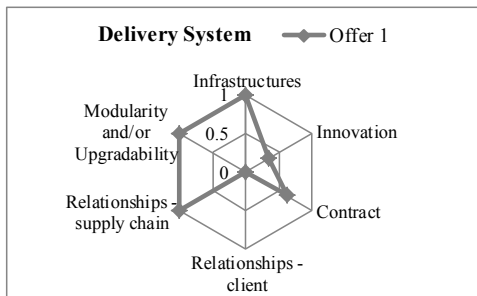 Delivery System
Offer 1
Infrastructures
1
Modularity
and/or
Upgradability
0.5
Innovation
0
Relationships -
supply chain
Contract
Relationships -
client